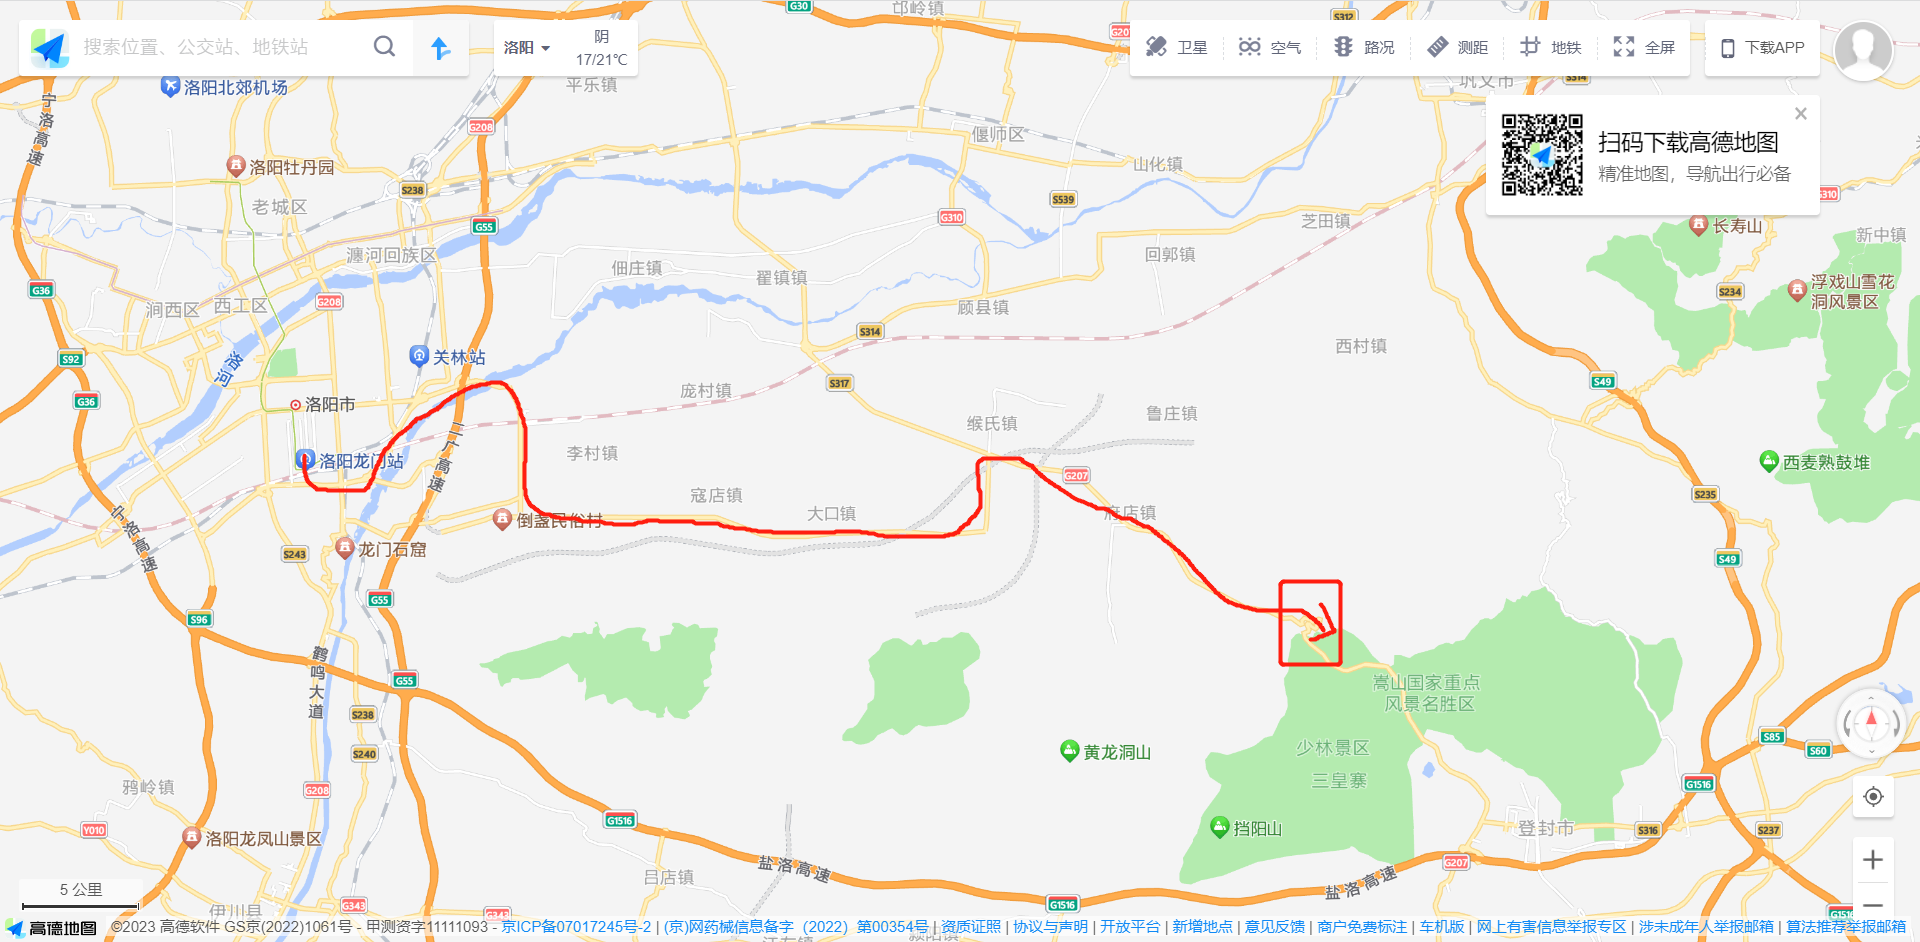 搜索位置、公交站、地铁站
洛阳
阴
17/21℃
卫星
空气
路况
测距
地铁
全屏
下载APP
扫码下载高德地图
精准地图，导航出行必备
G30
邙岭镇
S312
S314
洛阳北郊机场
平乐镇
宁洛高速
G208
偃师区
山化镇
洛阳牡丹园
S238
老城区
S539
G310
G310
芝田镇
长寿山
新中镇
G55
瀍河回族区
佃庄镇
翟镇镇
回郭镇
浮戏山雪花
洞风景区
G36
西工区
涧西区
G208
顾县镇
S234
S314
西村镇
S92
洛河
关林站
S317
庞村镇
S49
G36
洛阳市
二广高速
缑氏镇
鲁庄镇
李村镇
洛阳龙门站
西麦熟鼓堆
G207
寇店镇
大口镇
府店镇
S235
倒盏民俗村
宁洛高速
S243
龙门石窟
S49
G55
S96
鹤鸣大道
G55
嵩山国家重点
风景名胜区
S238
S240
少林景区
三皇寨
黄龙洞山
S85
S60
鸦岭镇
G208
G1516
G1516
Y010
洛阳龙凤山景区
挡阳山
登封市
S316
S237
盐洛高速
G207
吕店镇
盐洛高速
5 公里
伊川县
G343
G343
G1516
G1516
高德地图
©2023 高德软件 GS京(2022)1061号 - 甲测资字11111093 - 京ICP备07017245号-2 | (京)网药械信息备字（2022）第00354号 | 资质证照 | 协议与声明 | 开放平台 | 新增地点 | 意见反馈 | 商户免费标注 | 车机版 | 网上有害信息举报专区 | 涉未成年人举报邮箱 | 算法推荐举报邮箱